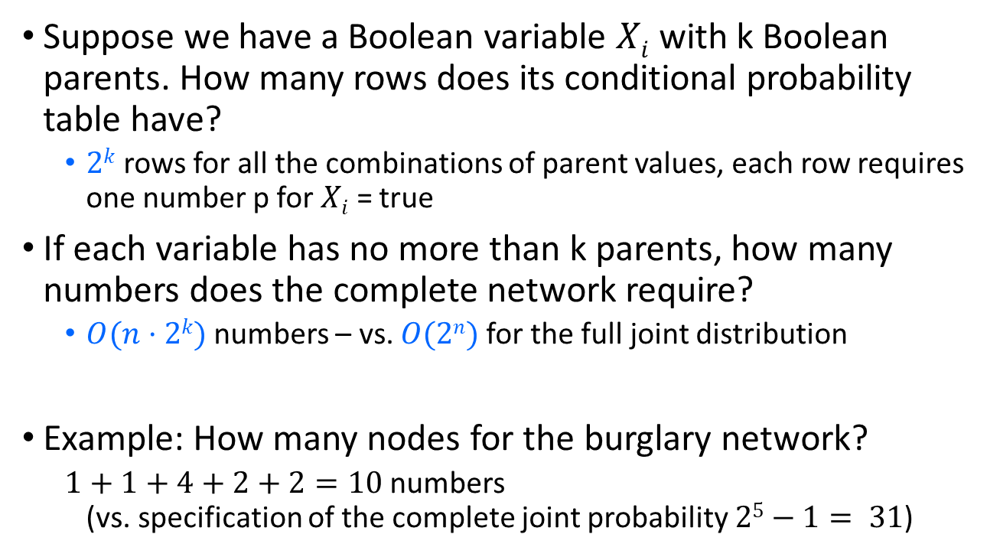 • Suppose we have a Boolean variable $X_i$ with k Boolean
parents. How many rows does its conditional probability
table have?
• $2^k$ rows for all the combinations of parent values, each row requires
one number p for $X_i$ = true
• If each variable has no more than k parents, how many
numbers does the complete network require?
• $O(n \cdot 2^k)$ numbers – vs. $O(2^n)$ for the full joint distribution
• Example: How many nodes for the burglary network?
$1 + 1 + 4 + 2 + 2 = 10$ numbers
(vs. specification of the complete joint probability $2^5 - 1 = 31$)